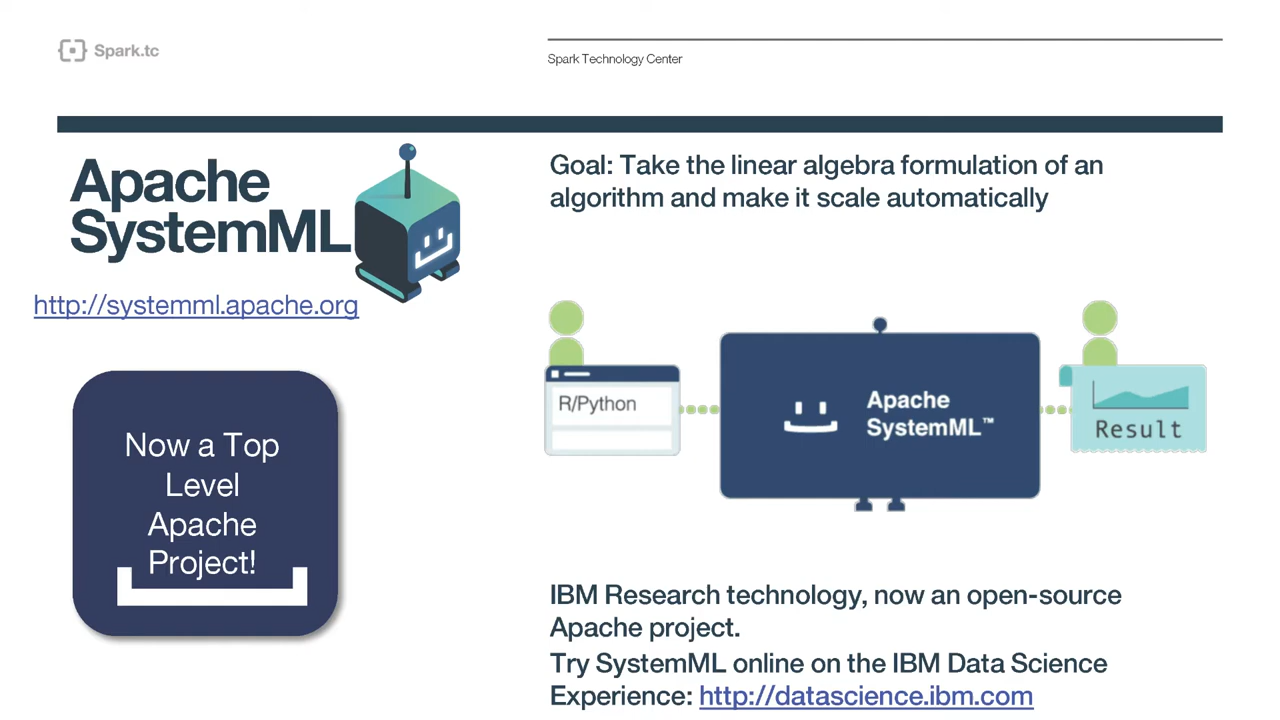 Spark.tc
Spark Technology Center
Apache
SystemML
http://systemml.apache.org
Now a Top
Level
Apache
Project!
Goal: Take the linear algebra formulation of an
algorithm and make it scale automatically
R/Python
Apache
SystemML™
Result
IBM Research technology, now an open-source
Apache project.
Try SystemML online on the IBM Data Science
Experience: http://datascience.ibm.com